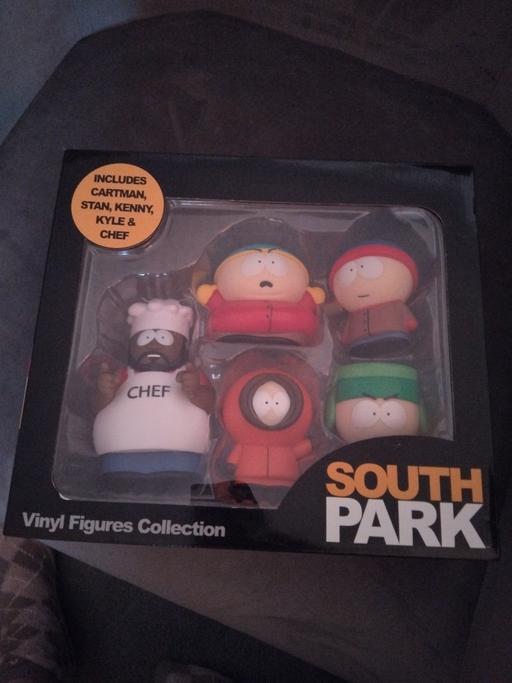 INCLUDES
CARTMAN,
STAN, KENNY,
KYLE &
CHEF
CHEF
SOUTH
PARK
Vinyl Figures Collection